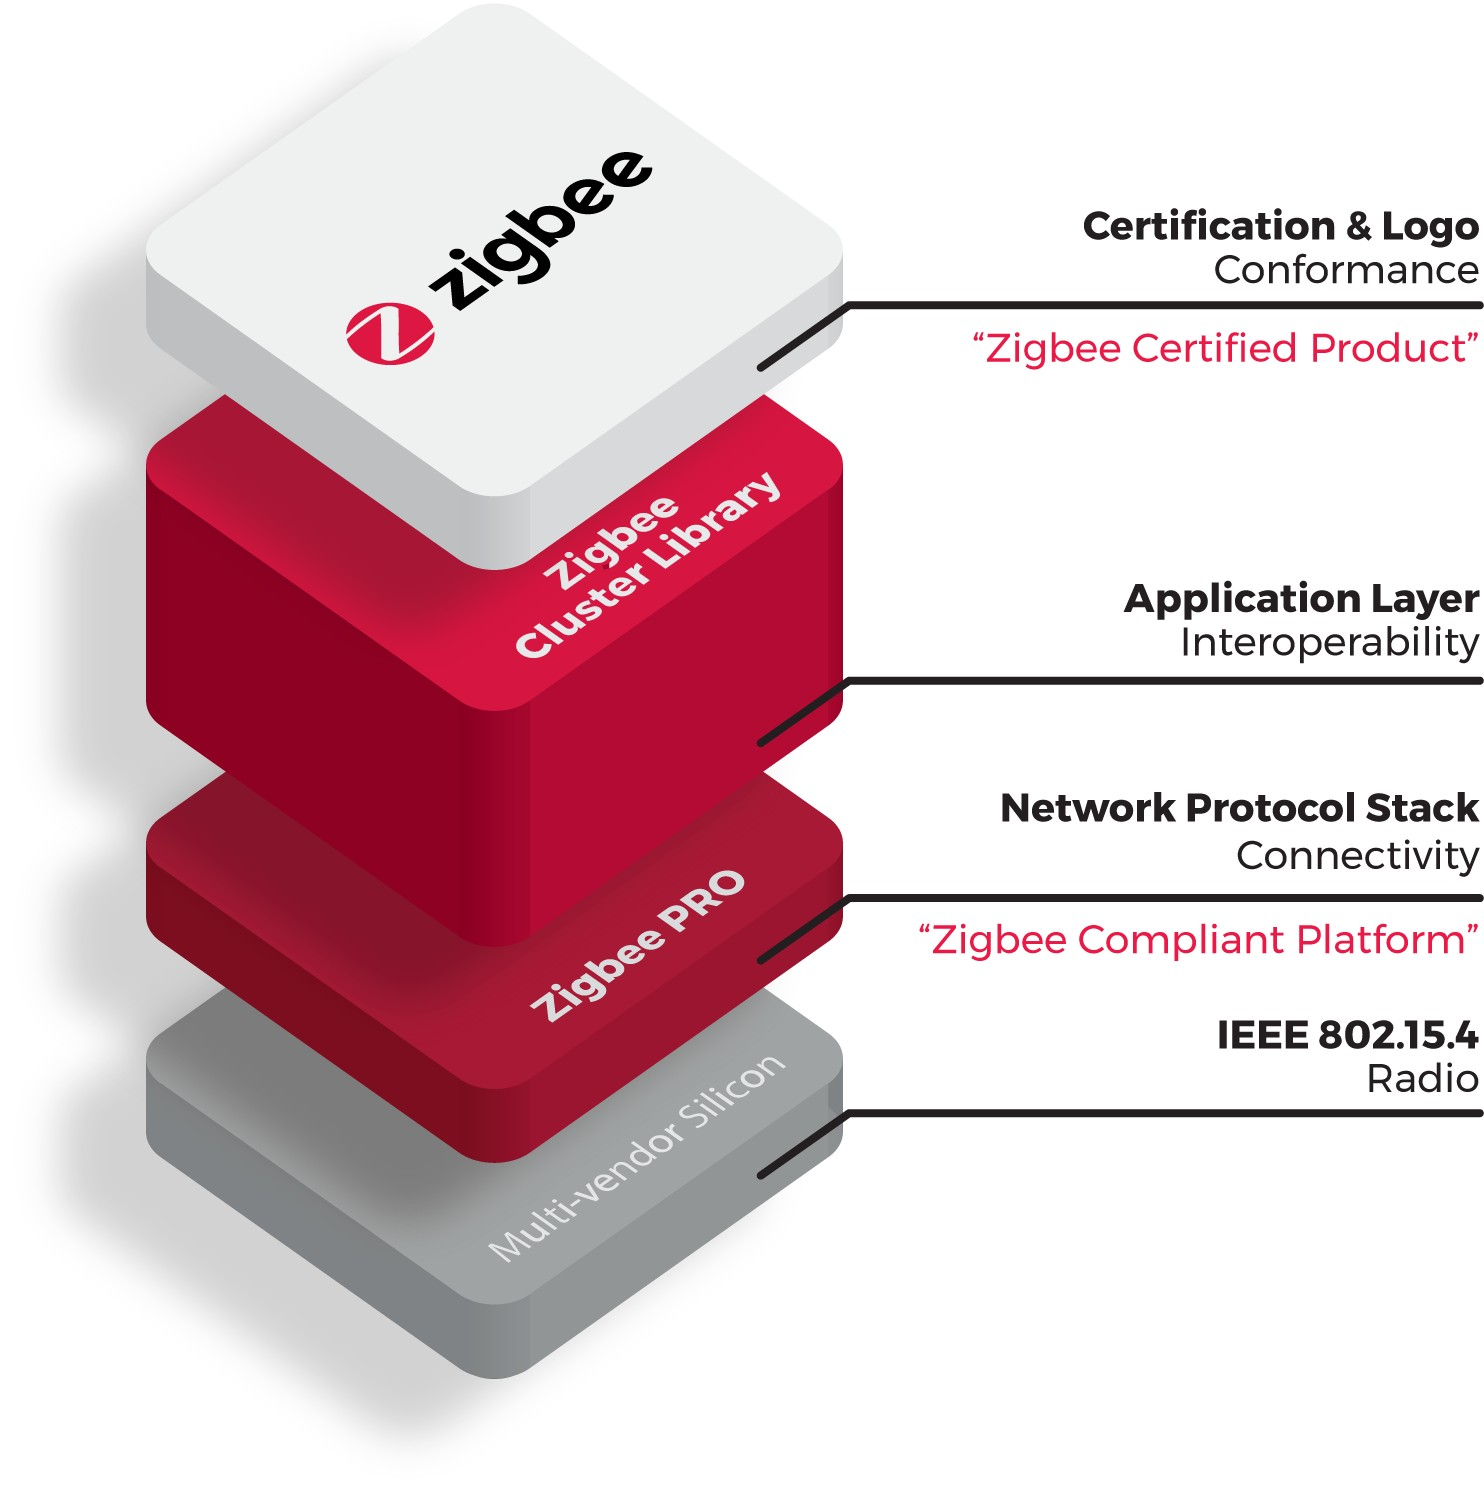 zigbee
Certification & Logo
Conformance
“Zigbee Certified Product”
Zigbee
Cluster Library
Application Layer
Interoperability
Zigbee PRO
Network Protocol Stack
Connectivity
“Zigbee Compliant Platform”
Multi-vendor Silicon
IEEE 802.15.4
Radio